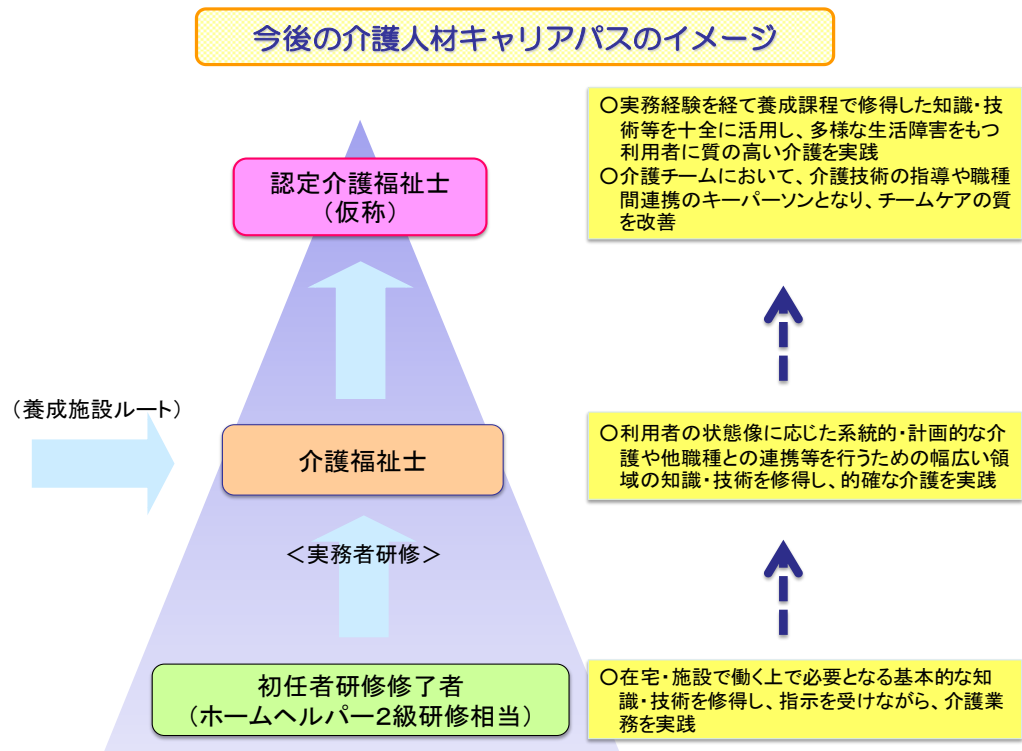 今後の介護人材キャリアパスのイメージ
認定介護福祉士
（仮称）
○実務経験を経て養成課程で修得した知識・技
術等を十全に活用し、多様な生活障害をもつ
利用者に質の高い介護を実践
○介護チームにおいて、介護技術の指導や職種
間連携のキーパーソンとなり、チームケアの質
を改善
（養成施設ルート）
介護福祉士
○利用者の状態像に応じた系統的・計画的な介
護や他職種との連携等を行うための幅広い領
域の知識・技術を修得し、的確な介護を実践
＜実務者研修＞
初任者研修修了者
（ホームヘルパー２級研修相当）
○在宅・施設で働く上で必要となる基本的な知
識・技術を修得し、指示を受けながら、介護業
務を実践